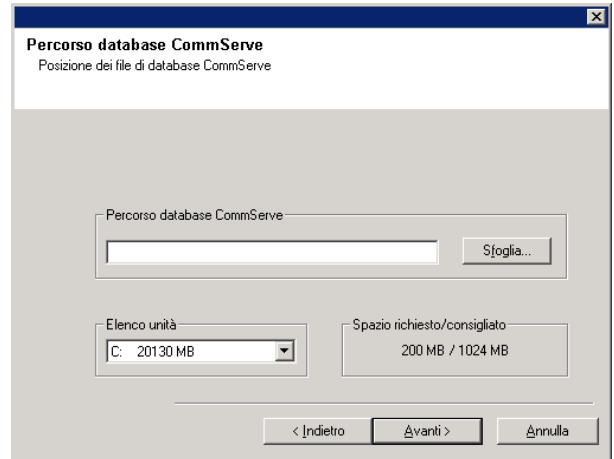 Percorso database CommServe
Posizione dei file di database CommServe
Percorso database CommServe
Sfoglia...
Elenco unità
C: 20130 MB
Spazio richiesto/consigliato
200 MB / 1024 MB
< Indietro
Avanti >
Annulla